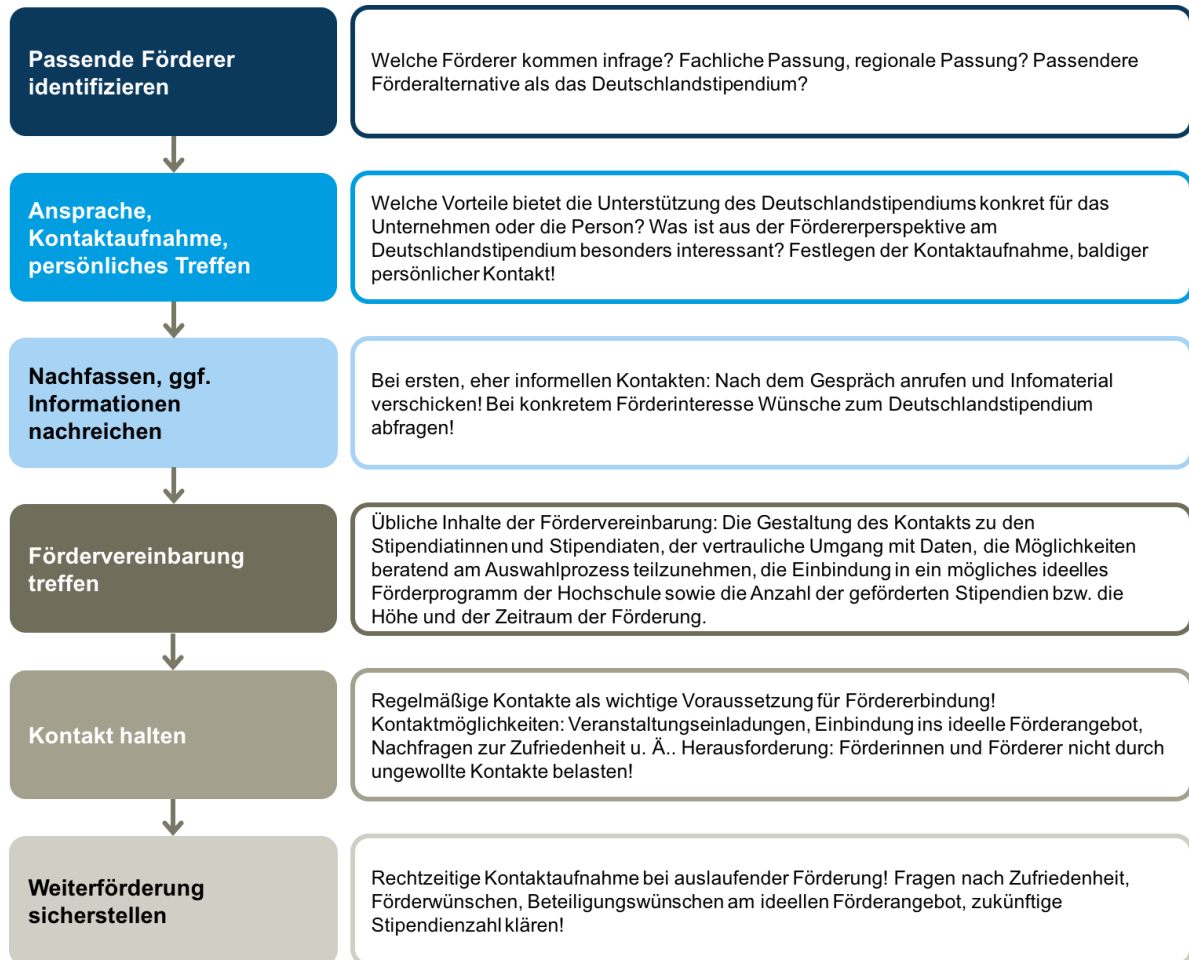 Passende Förderer
identifizieren
Welche Förderer kommen infrage? Fachliche Passung, regionale Passung? Passendere
Förderalternative als das Deutschlandstipendium?
Ansprache,
Kontaktaufnahme,
persönliches Treffen
Welche Vorteile bietet die Unterstützung des Deutschlandstipendiums konkret für das
Unternehmen oder die Person? Was ist aus der Fördererperspektive am
Deutschlandstipendium besonders interessant? Festlegen der Kontaktaufnahme, baldiger
persönlicher Kontakt!
Nachfassen, ggf.
Informationen
nachreichen
Bei ersten, eher informellen Kontakten: Nach dem Gespräch anrufen und Infomaterial
verschicken! Bei konkretem Förderinteresse Wünsche zum Deutschlandstipendium
abfragen!
Fördervereinbarung
treffen
Übliche Inhalte der Fördervereinbarung: Die Gestaltung des Kontakts zu den
Stipendiatinnen und Stipendiaten, der vertrauliche Umgang mit Daten, die Möglichkeiten
beratend am Auswahlprozess teilzunehmen, die Einbindung in ein mögliches ideelles
Förderprogramm der Hochschule sowie die Anzahl der geförderten Stipendien bzw. die
Höhe und der Zeitraum der Förderung.
Kontakt halten
Regelmäßige Kontakte als wichtige Voraussetzung für Fördererbindung!
Kontaktmöglichkeiten: Veranstaltungseinladungen, Einbindung ins ideelle Förderangebot,
Nachfragen zur Zufriedenheit u. Ä.. Herausforderung: Förderinnen und Förderer nicht durch
ungewollte Kontakte belasten!
Weiterförderung
sicherstellen
Rechtzeitige Kontaktaufnahme bei auslaufender Förderung! Fragen nach Zufriedenheit,
Förderwünschen, Beteiligungswünschen am ideellen Förderangebot, zukünftige
Stipendienzahl klären!